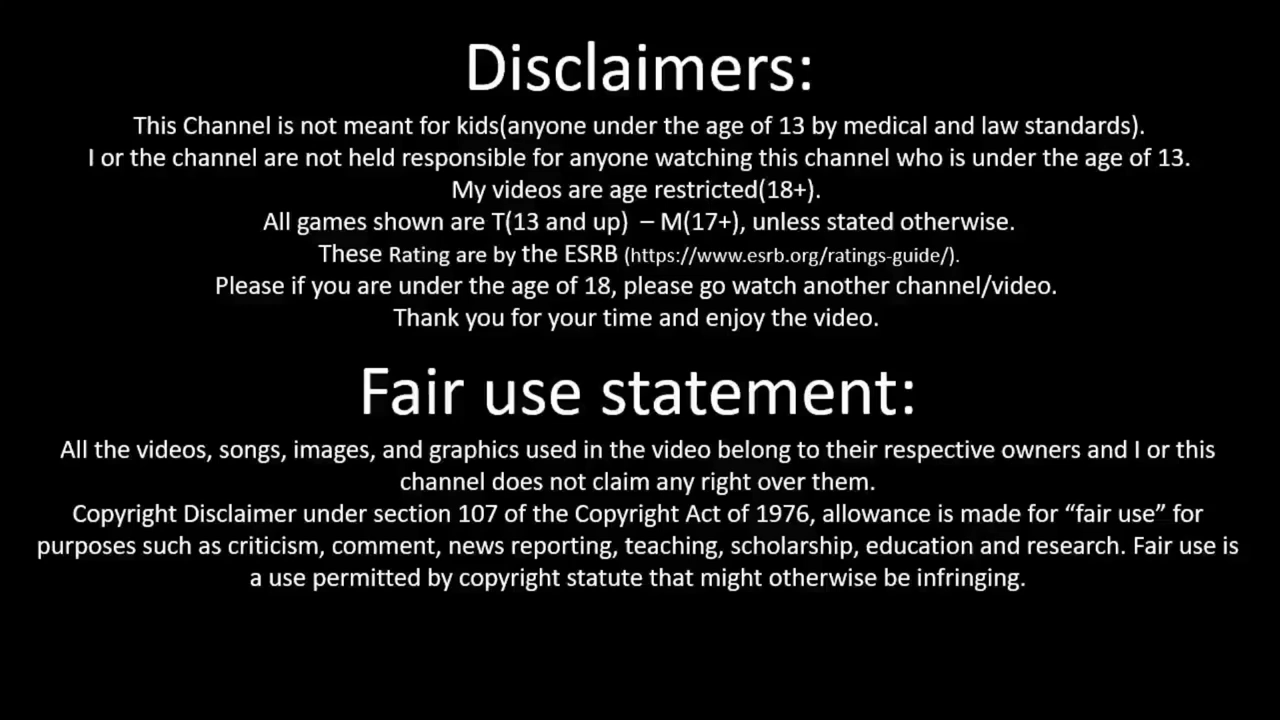 Disclaimers:
This Channel is not meant for kids(anyone under the age of 13 by medical and law standards).
I or the channel are not held responsible for anyone watching this channel who is under the age of 13.
My videos are age restricted(18+).
All games shown are T(13 and up)  – M(17+), unless stated otherwise.
These Rating are by the ESRB (https://www.esrb.org/ratings-guide/).
Please if you are under the age of 18, please go watch another channel/video.
Thank you for your time and enjoy the video.
Fair use statement:
All the videos, songs, images, and graphics used in the video belong to their respective owners and I or this
channel does not claim any right over them.
Copyright Disclaimer under section 107 of the Copyright Act of 1976, allowance is made for “fair use” for
purposes such as criticism, comment, news reporting, teaching, scholarship, education and research. Fair use is
a use permitted by copyright statute that might otherwise be infringing.